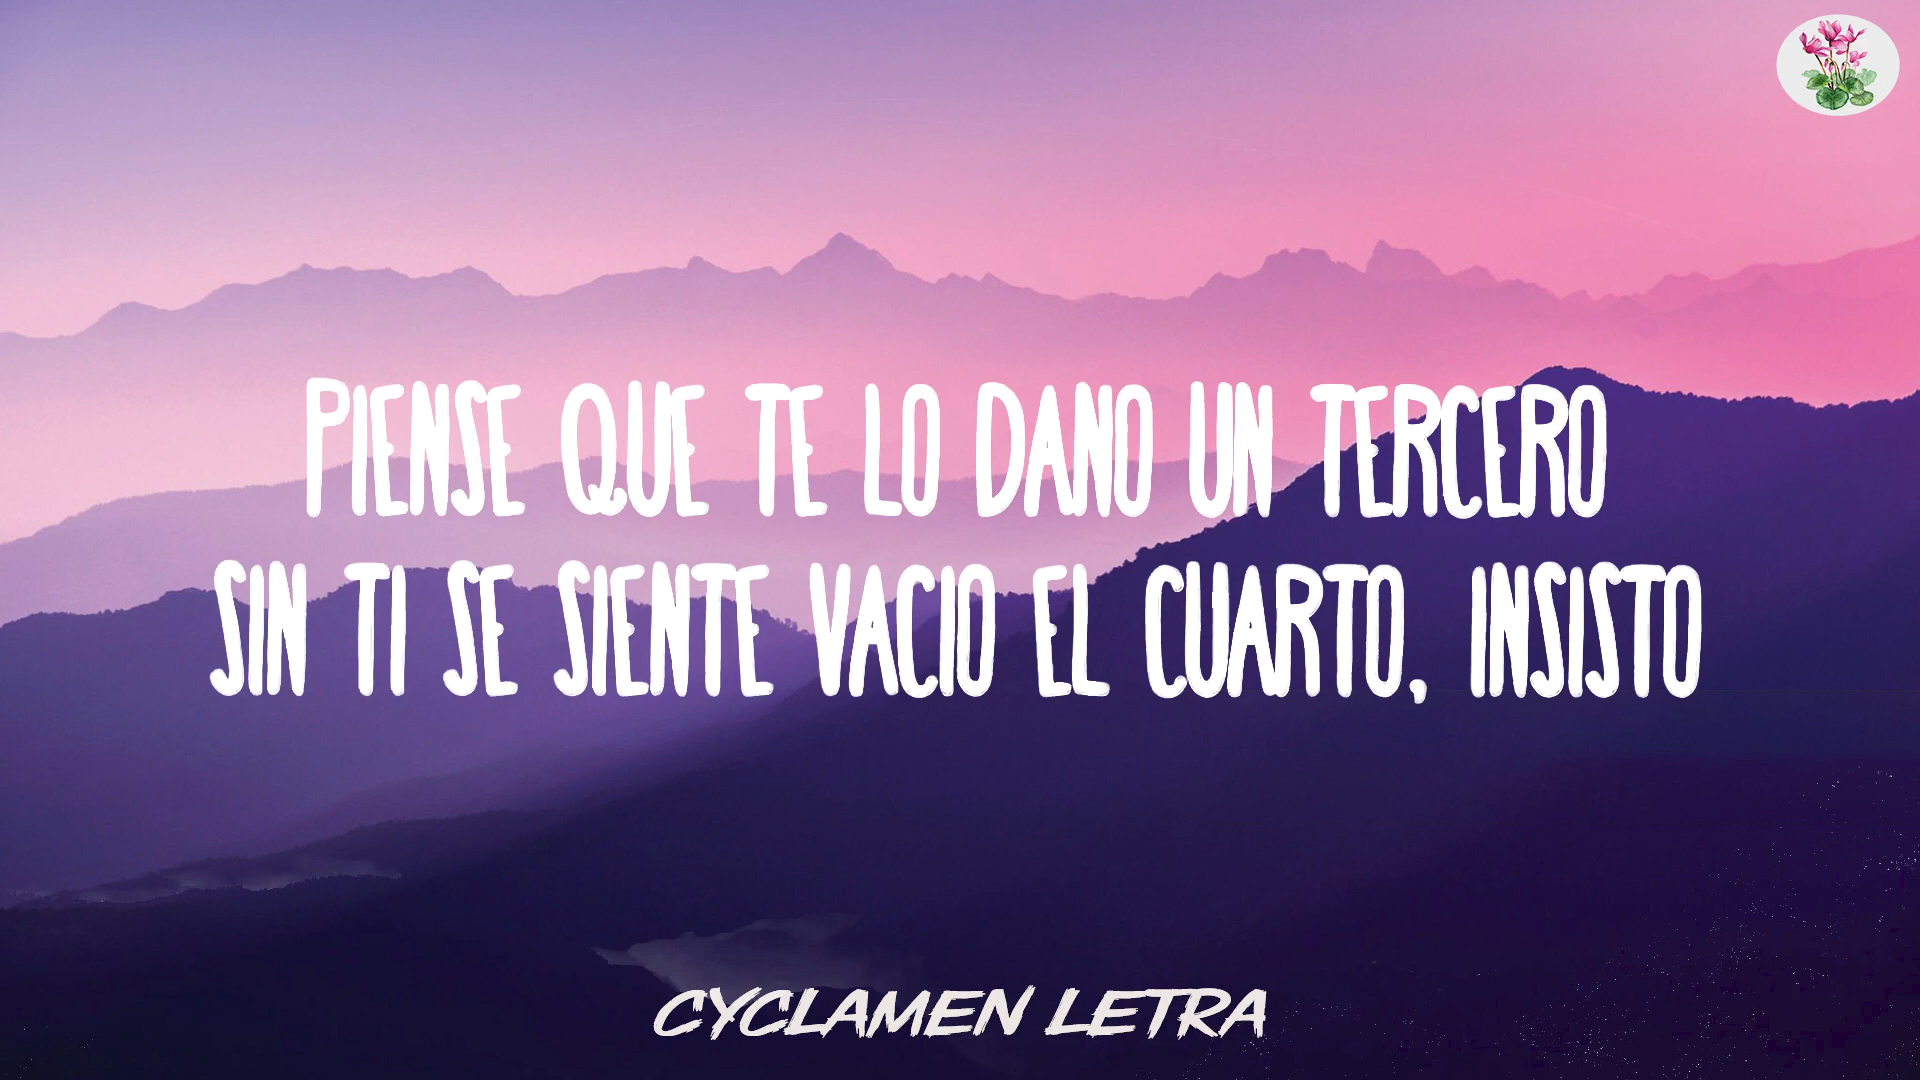 PIENSE QUE TE LO DANO UN TERCERO
SIN TI SE SIENTE VACIO EL CUARTO, INSISTO
CYCLAMEN LETRA